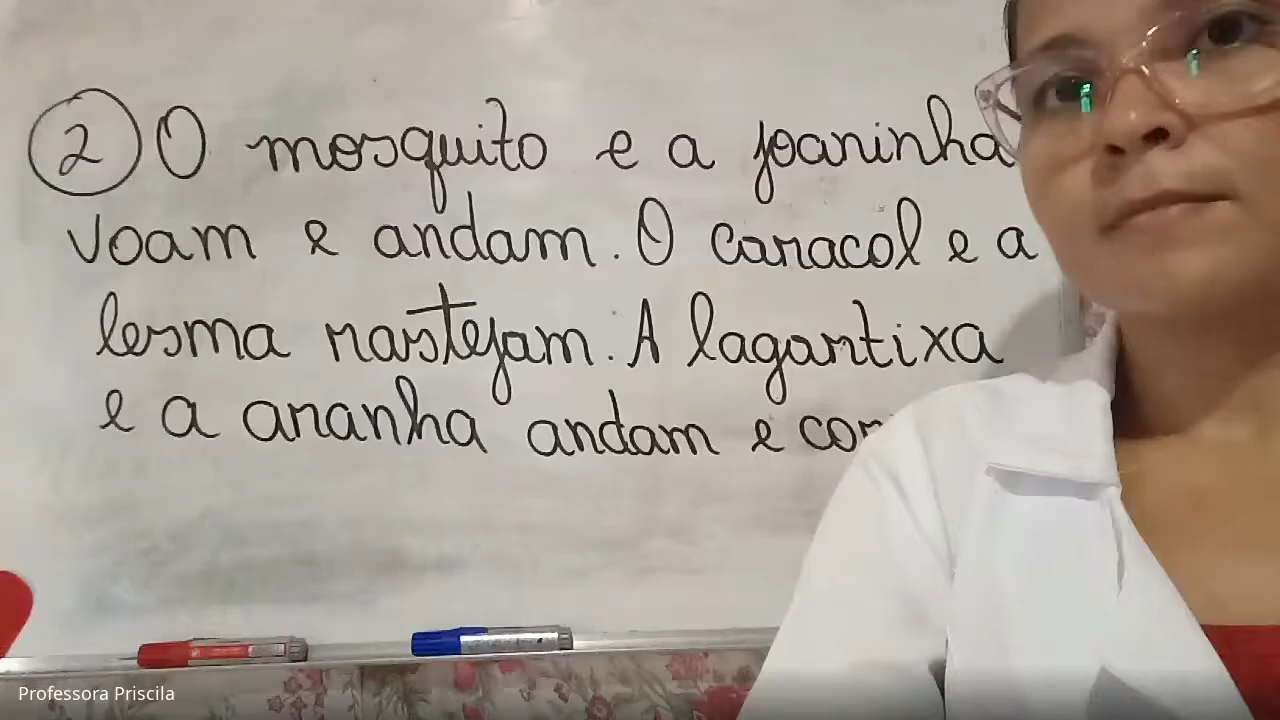 2 O mosquito e a joaninha
voam e andam. O caracol e a
lesma rastejam. A lagartixa
e a aranha andam e
Professora Priscila